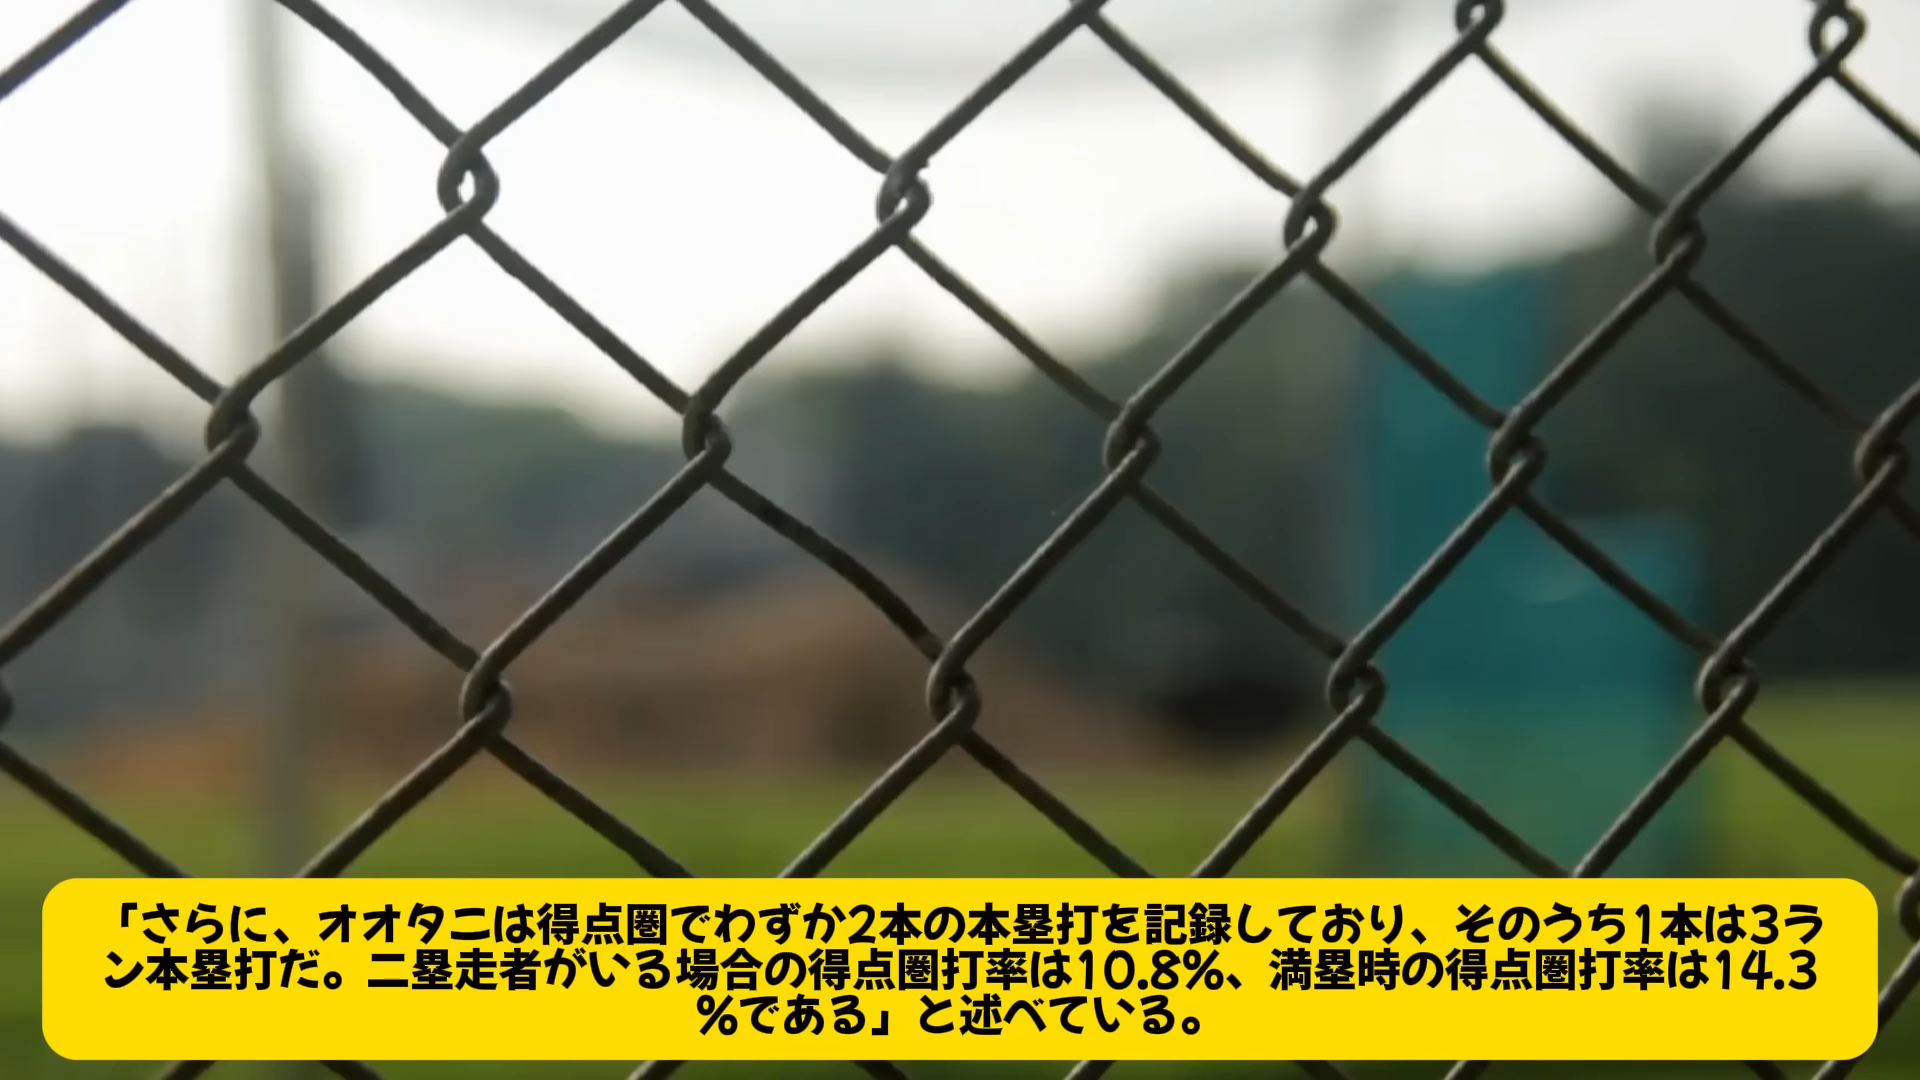 「さらに、オオタニは得点圏でわずか2本の本塁打を記録しており、そのうち1本は3ラ
ン本塁打だ。二塁走者がいる場合の得点圏打率は10.8%、満塁時の得点圏打率は14.3
%である」と述べている。